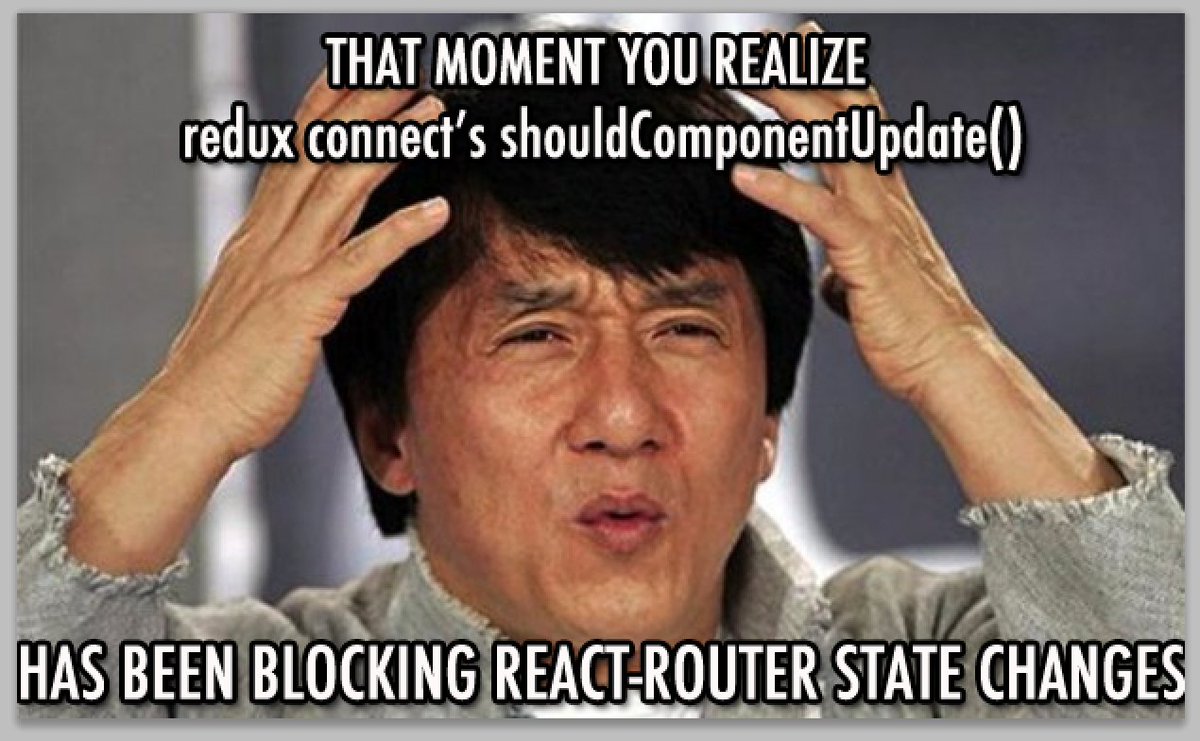 THAT MOMENT YOU REALIZE
redux connect's shouldComponentUpdate()
HAS BEEN BLOCKING REACT-ROUTER STATE CHANGES